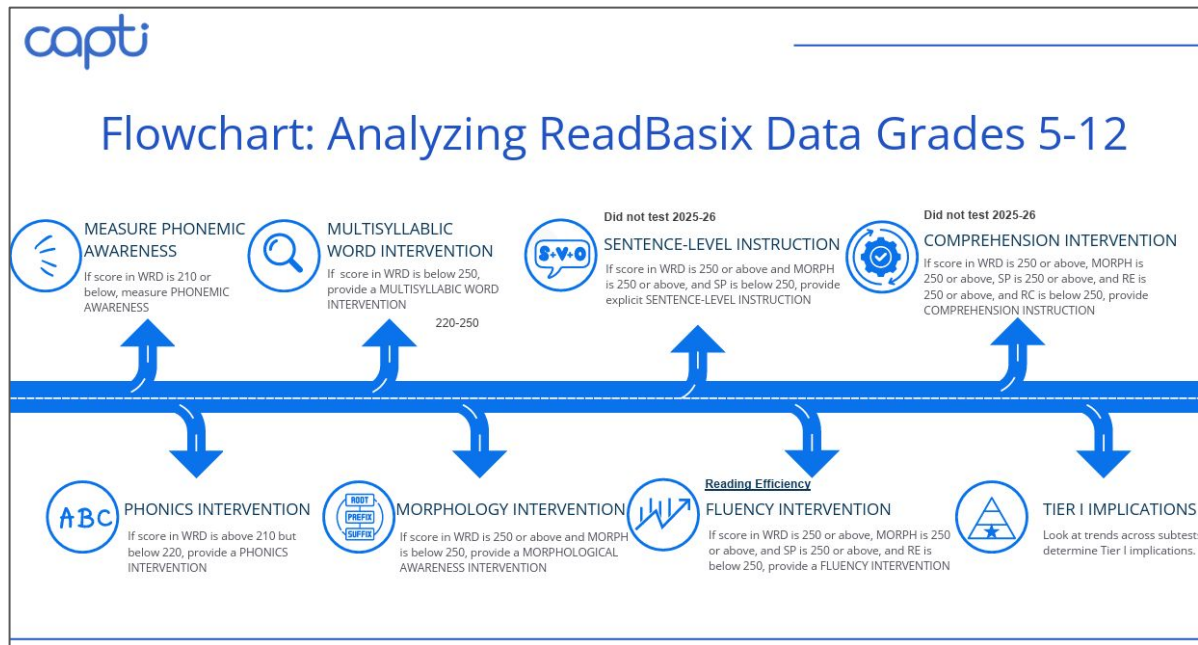 capti
Flowchart: Analyzing ReadBasix Data Grades 5-12
MEASURE PHONEMIC
AWARENESS
If score in WRD is 210 or
below, measure PHONEMIC
AWARENESS
MULTISYLLABLIC
WORD INTERVENTION
If score in WRD is below 250,
provide a MULTISYLLABIC WORD
INTERVENTION
220-250
Did not test 2025-26
S+V+O
SENTENCE-LEVEL INSTRUCTION
If score in WRD is 250 or above and MORPH
is 250 or above, and SP is below 250, provide
explicit SENTENCE-LEVEL INSTRUCTION
Did not test 2025-26
COMPREHENSION INTERVENTION
If score in WRD is 250 or above, MORPH is
250 or above, SP is 250 or above, and RE is
250 or above, and RC is below 250, provide
COMPREHENSION INSTRUCTION
ABC
PHONICS INTERVENTION
If score in WRD is above 210 but
below 220, provide a PHONICS
INTERVENTION
ROOT
PREFIX
SUFFIX
MORPHOLOGY INTERVENTION
If score in WRD is 250 or above and MORPH
is below 250, provide a MORPHOLOGICAL
AWARENESS INTERVENTION
Reading Efficiency
FLUENCY INTERVENTION
If score in WRD is 250 or above, MORPH is 250
or above, and SP is 250 or above, and RE is
below 250, provide a FLUENCY INTERVENTION
TIER I IMPLICATIONS
Look at trends across subtests
determine Tier I implications.